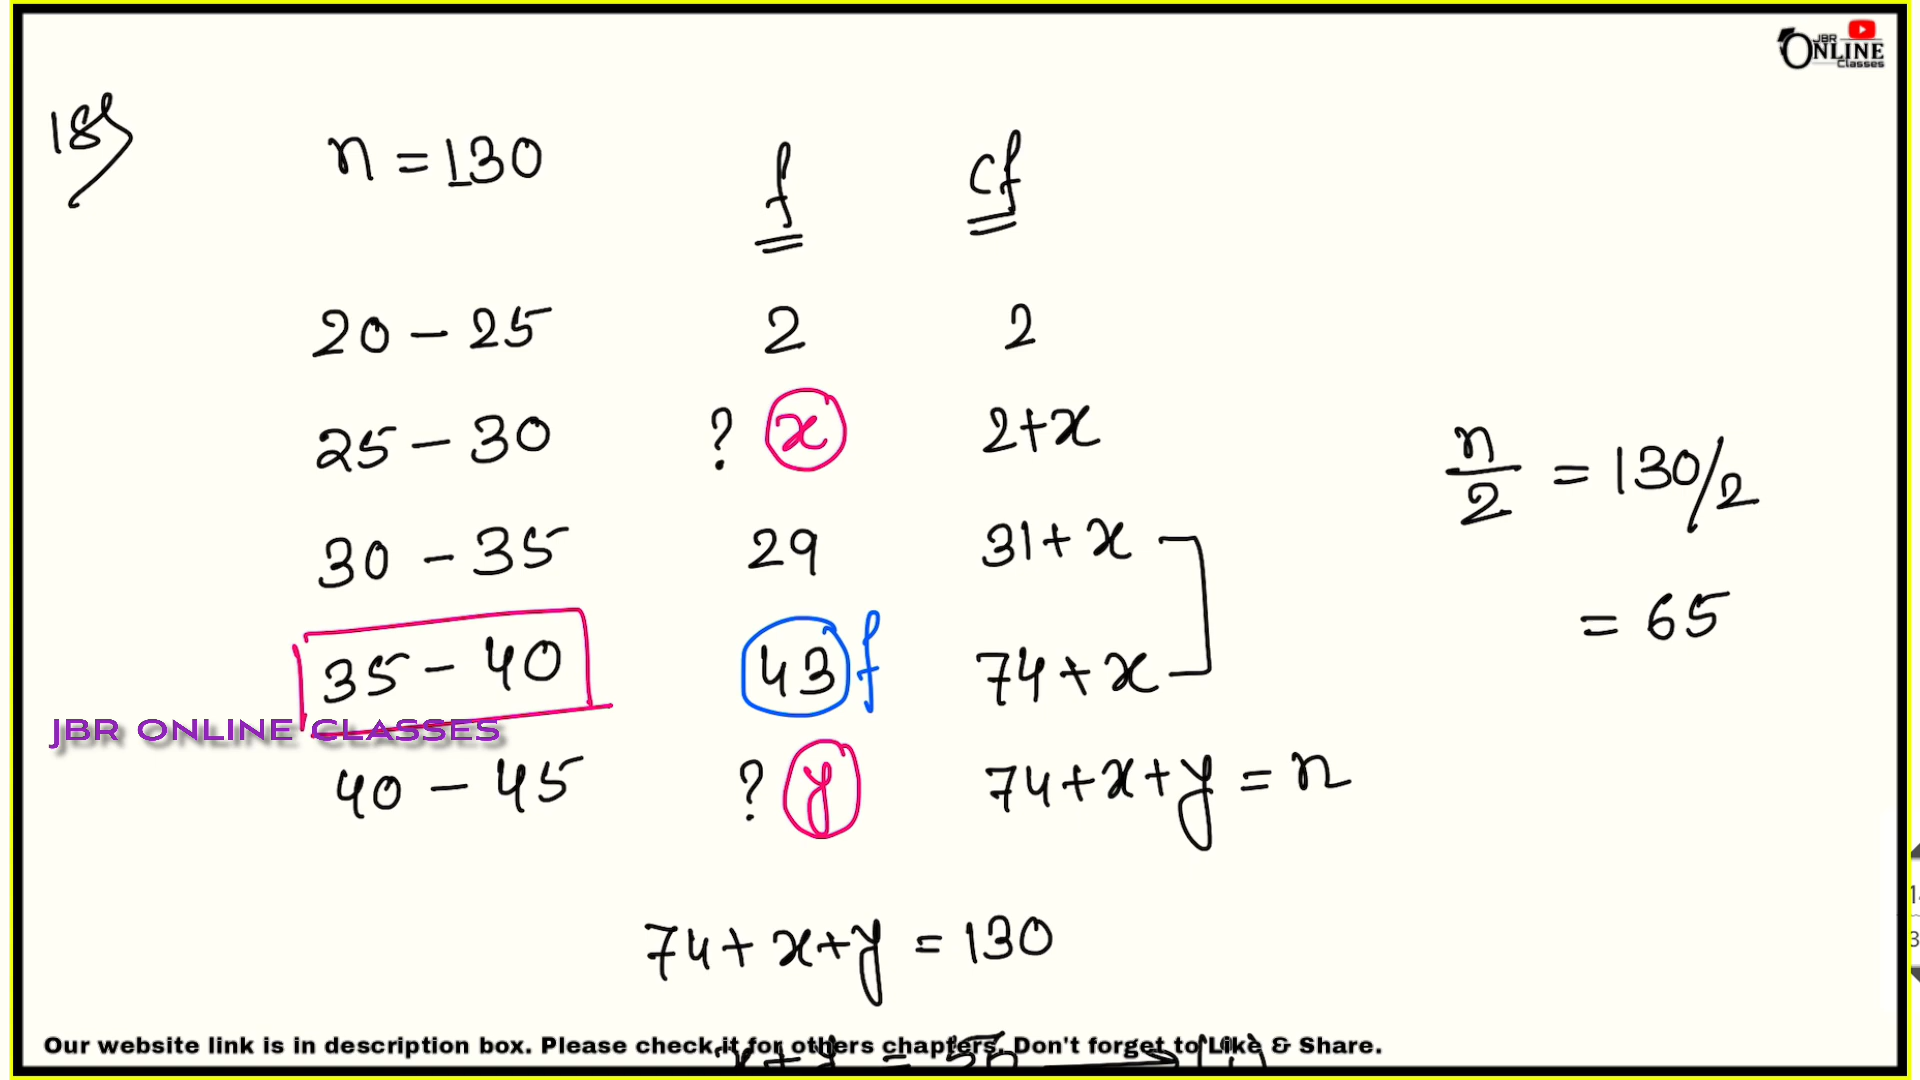 JBR
ONLINE
Classes
18)
n = 130 f cf
20 - 25 2 2
25 - 30 ? x 2+x
30 - 35 29 31+x
35 - 40 43 f 74+x
40 - 45 ? y 74+x+y = n
n/2 = 130/2
= 65
JBR ONLINE CLASSES
74+x+y = 130
Our website link is in description box. Please check it for others chapters. Don't forget to Like & Share.